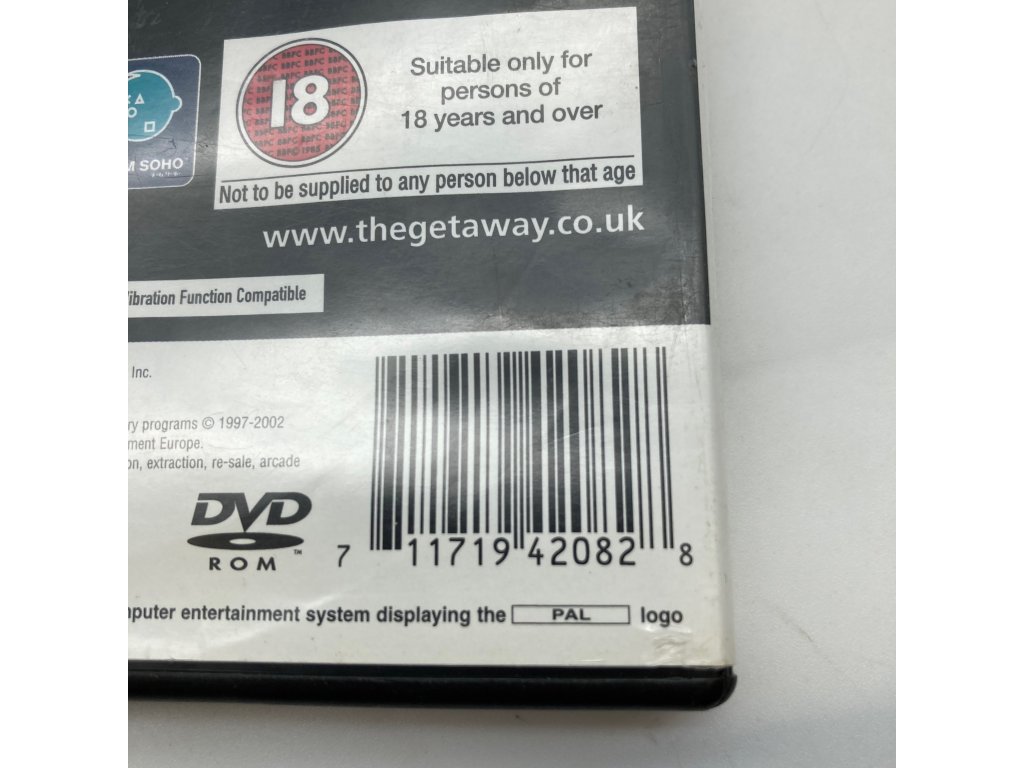 18
Suitable only for
persons of
18 years and over
Not to be supplied to any person below that age
SOHO
www.thegetaway.co.uk
Function Compatible
Inc.
programs © 1997-2002
Europe.
extraction, re-sale, arcade
DVD
ROM
™
7 11719 42082 8
entertainment system displaying the PAL logo